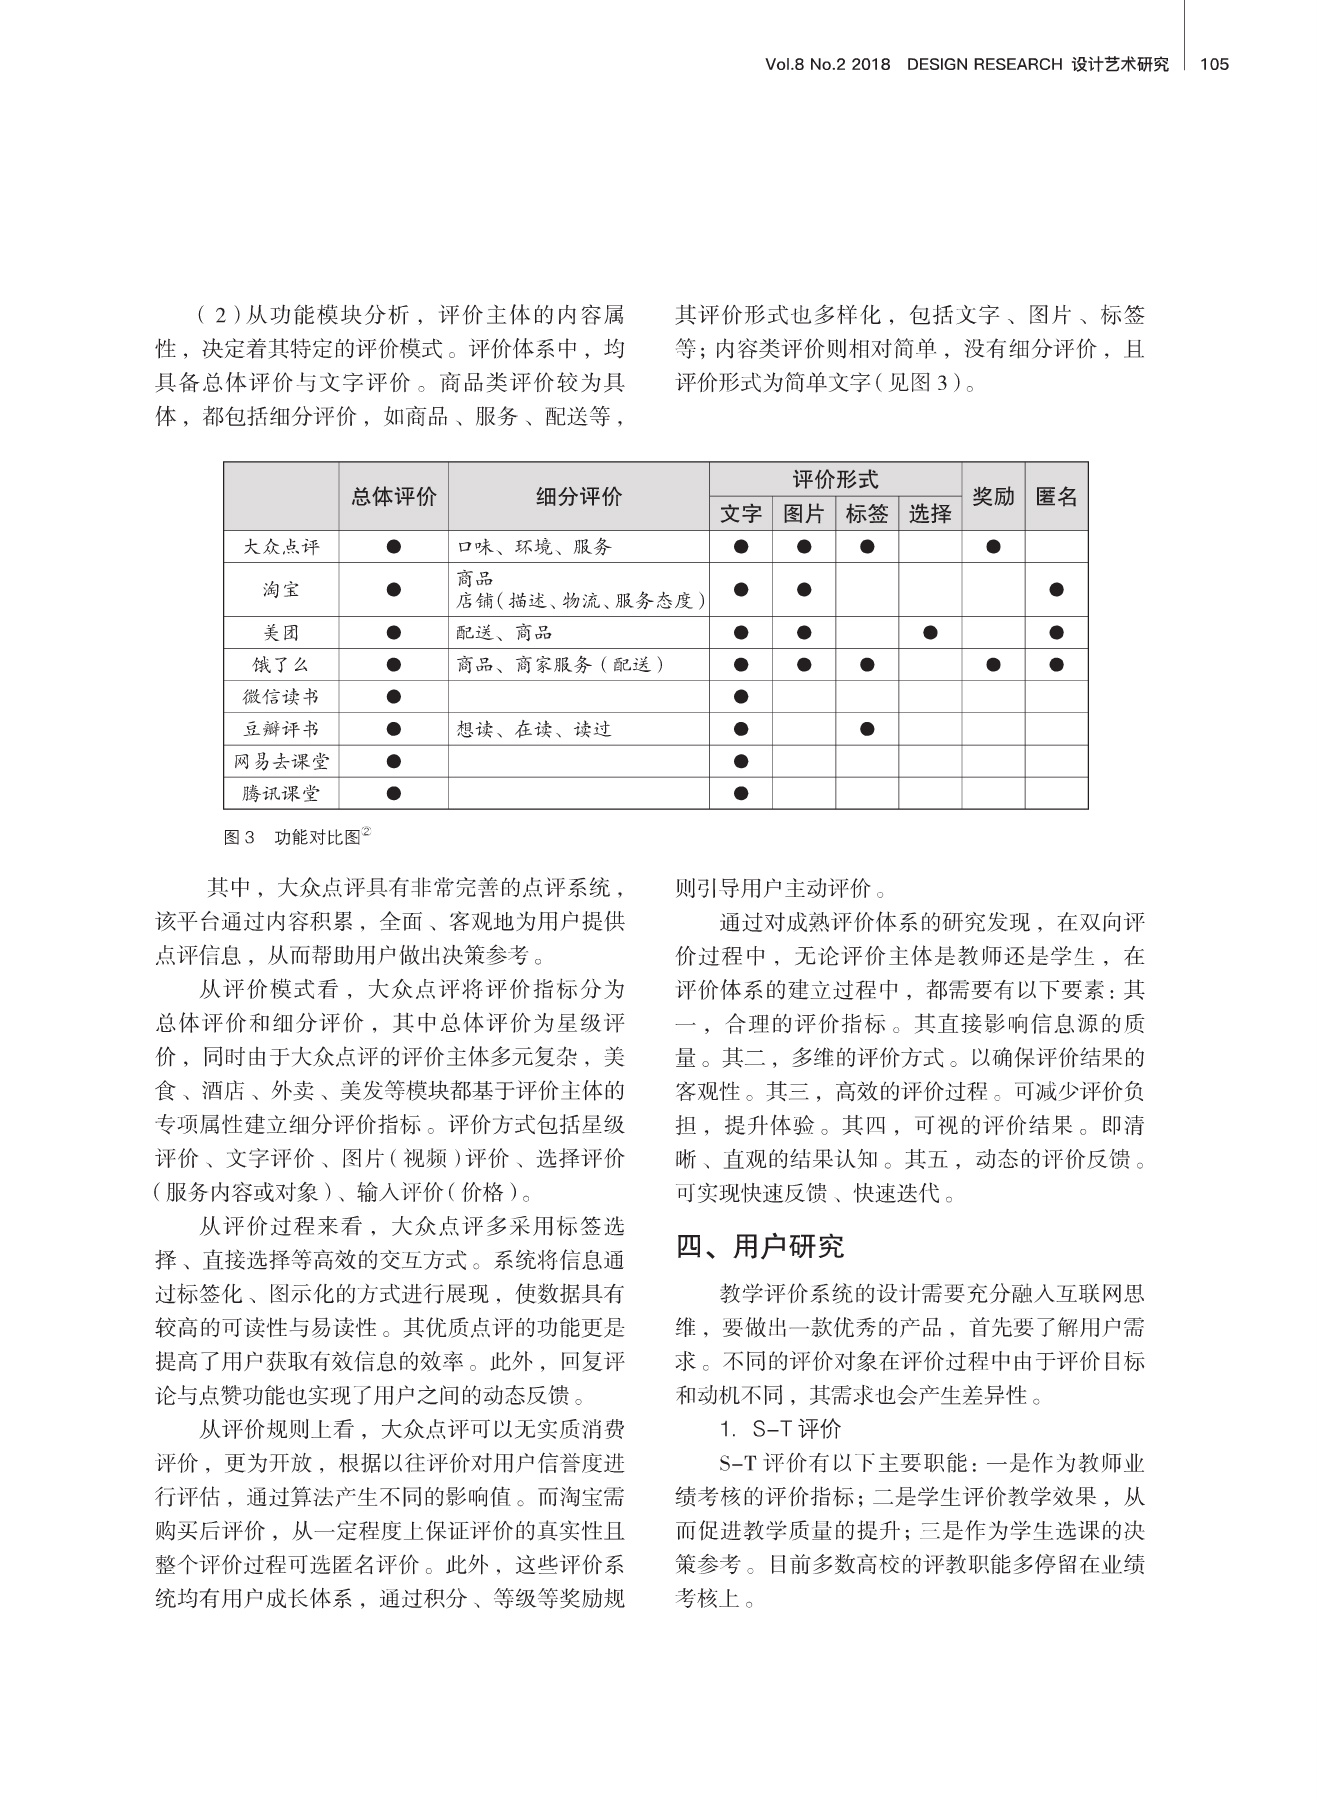 Vol.8 No.2 2018 DESIGN RESEARCH 设计艺术研究 105
（2）从功能模块分析，评价主体的内容属
性，决定着其特定的评价模式。评价体系中，均
具备总体评价与文字评价。商品类评价较为具
体，都包括细分评价，如商品、服务、配送等，
其评价形式也多样化，包括文字、图片、标签
等；内容类评价则相对简单，没有细分评价，且
评价形式为简单文字（见图 3）。
总体评价 细分评价 评价形式 奖励 匿名
文字 图片 标签 选择
大众点评 ● 口味、环境、服务 ● ● ● ●
淘宝 ● 商品 ● ● ●
店铺（描述、物流、服务态度）
美团 ● 配送、商品 ● ● ● ●
饿了么 ● 商品、商家服务（配送） ● ● ● ● ●
微信读书 ● ●
豆瓣评书 ● 想读、在读、读过 ● ●
网易去课堂 ● ●
腾讯课堂 ● ●
图 3 功能对比图②
其中，大众点评具有非常完善的点评系统，
该平台通过内容积累，全面、客观地为用户提供
点评信息，从而帮助用户做出决策参考。
从评价模式看，大众点评将评价指标分为
总体评价和细分评价，其中总体评价为星级评
价，同时由于大众点评的评价主体多元复杂，美
食、酒店、外卖、美发等模块都基于评价主体的
专项属性建立细分评价指标。评价方式包括星级
评价、文字评价、图片（视频）评价、选择评价
（服务内容或对象）、输入评价（价格）。
从评价过程来看，大众点评多采用标签选
择、直接选择等高效的交互方式。系统将信息通
过标签化、图示化的方式进行展现，使数据具有
较高的可读性与易读性。其优质点评的功能更是
提高了用户获取有效信息的效率。此外，回复评
论与点赞功能也实现了用户之间的动态反馈。
从评价规则上看，大众点评可以无实质消费
评价，更为开放，根据以往评价对用户信誉度进
行评估，通过算法产生不同的影响值。而淘宝需
购买后评价，从一定程度上保证评价的真实性且
整个评价过程可选匿名评价。此外，这些评价系
统均有用户成长体系，通过积分、等级等奖励规
则引导用户主动评价。
通过对成熟评价体系的研究发现，在双向评
价过程中，无论评价主体是教师还是学生，在
评价体系的建立过程中，都需要有以下要素：其
一，合理的评价指标。其直接影响信息源的质
量。其二，多维的评价方式。以确保评价结果的
客观性。其三，高效的评价过程。可减少评价负
担，提升体验。其四，可视的评价结果。即清
晰、直观的结果认知。其五，动态的评价反馈。
可实现快速反馈、快速迭代。
四、用户研究
教学评价系统的设计需要充分融入互联网思
维，要做出一款优秀的产品，首先要了解用户需
求。不同的评价对象在评价过程中由于评价目标
和动机不同，其需求也会产生差异性。
1. S–T 评价
S–T 评价有以下主要职能：一是作为教师业
绩考核的评价指标；二是学生评价教学效果，从
而促进教学质量的提升；三是作为学生选课的决
策参考。目前多数高校的评教职能多停留在业绩
考核上。